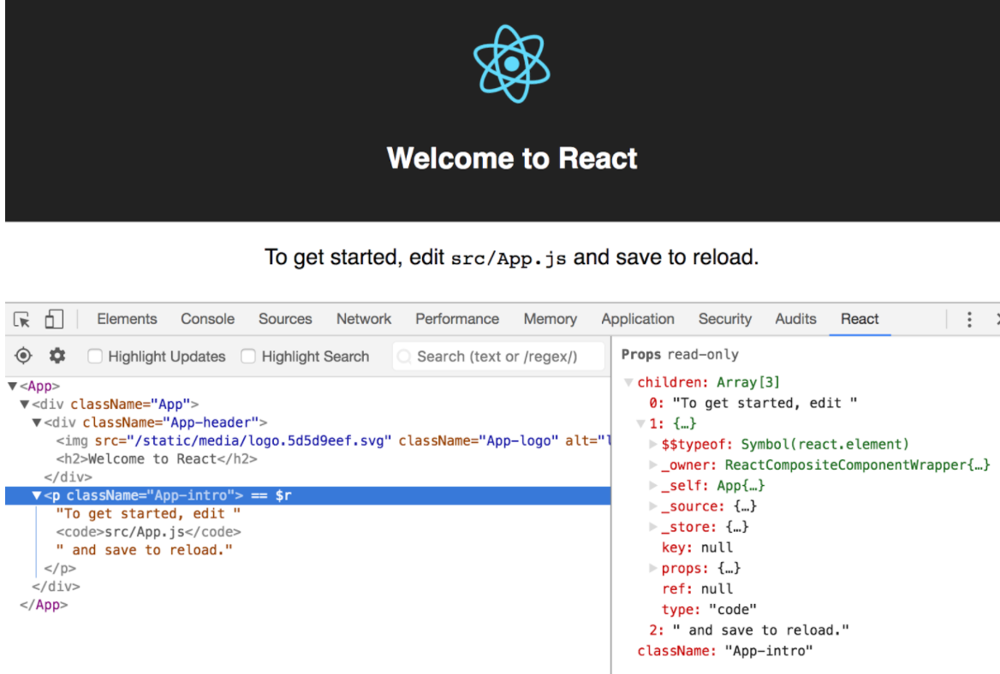 Welcome to React
To get started, edit src/App.js and save to reload.
Elements Console Sources Network Performance Memory Application Security Audits React
Highlight Updates Highlight Search Search (text or /regex/)
▼<App>
▼<div className="App">
▼<div className="App-header">
<img src="/static/media/logo.5d5d9eef.svg" className="App-logo" alt="l
<h2>Welcome to React</h2>
</div>
▼<p className="App-intro"> == $r
"To get started, edit "
<code>src/App.js</code>
" and save to reload."
</p>
</div>
</App>
Props read-only
▼children: Array[3]
0: "To get started, edit "
▼1: {…}
▶$$typeof: Symbol(react.element)
▶_owner: ReactCompositeComponentWrapper{…}
▶_self: App{…}
▶_source: {…}
▶_store: {…}
key: null
▶props: {…}
ref: null
type: "code"
2: " and save to reload."
className: "App-intro"